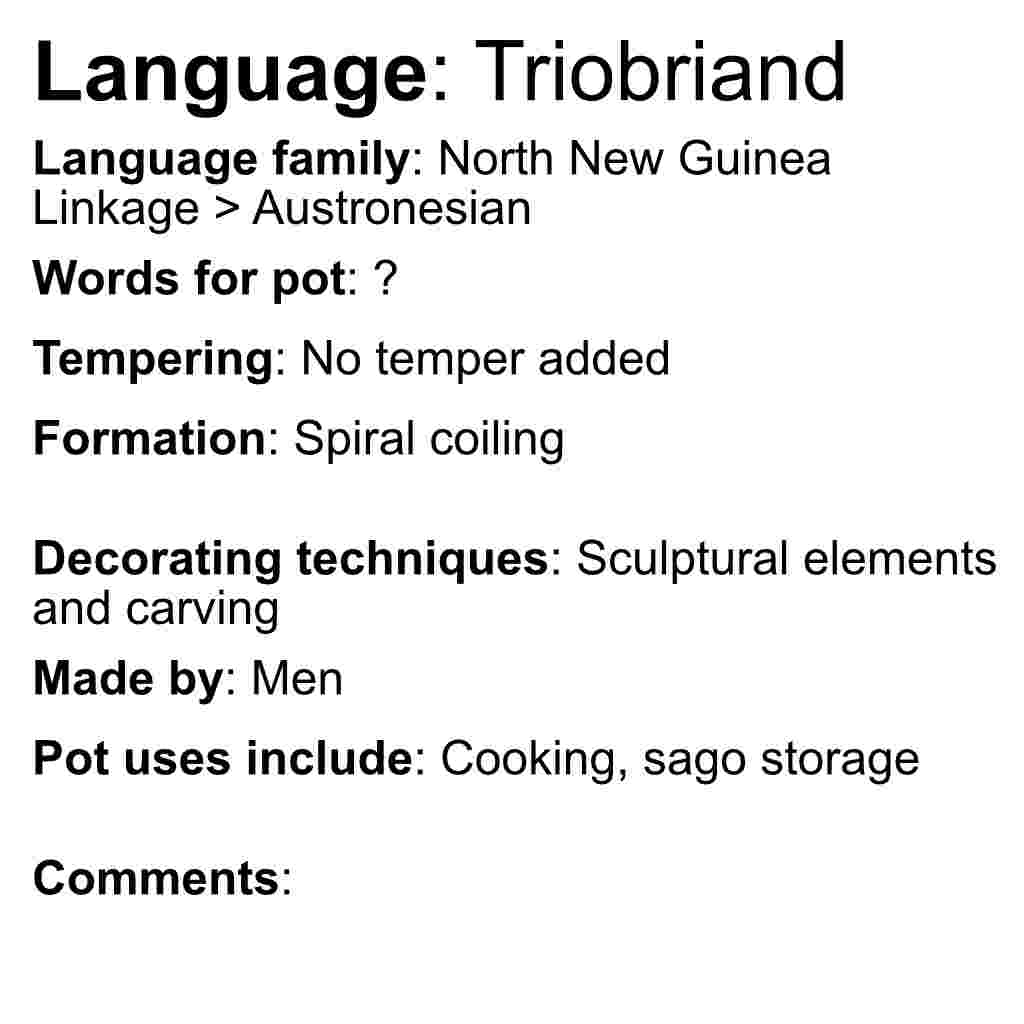 Language: Triobriand
Language family: North New Guinea
Linkage > Austronesian
Words for pot: ?
Tempering: No temper added
Formation: Spiral coiling
Decorating techniques: Sculptural elements
and carving
Made by: Men
Pot uses include: Cooking, sago storage
Comments: